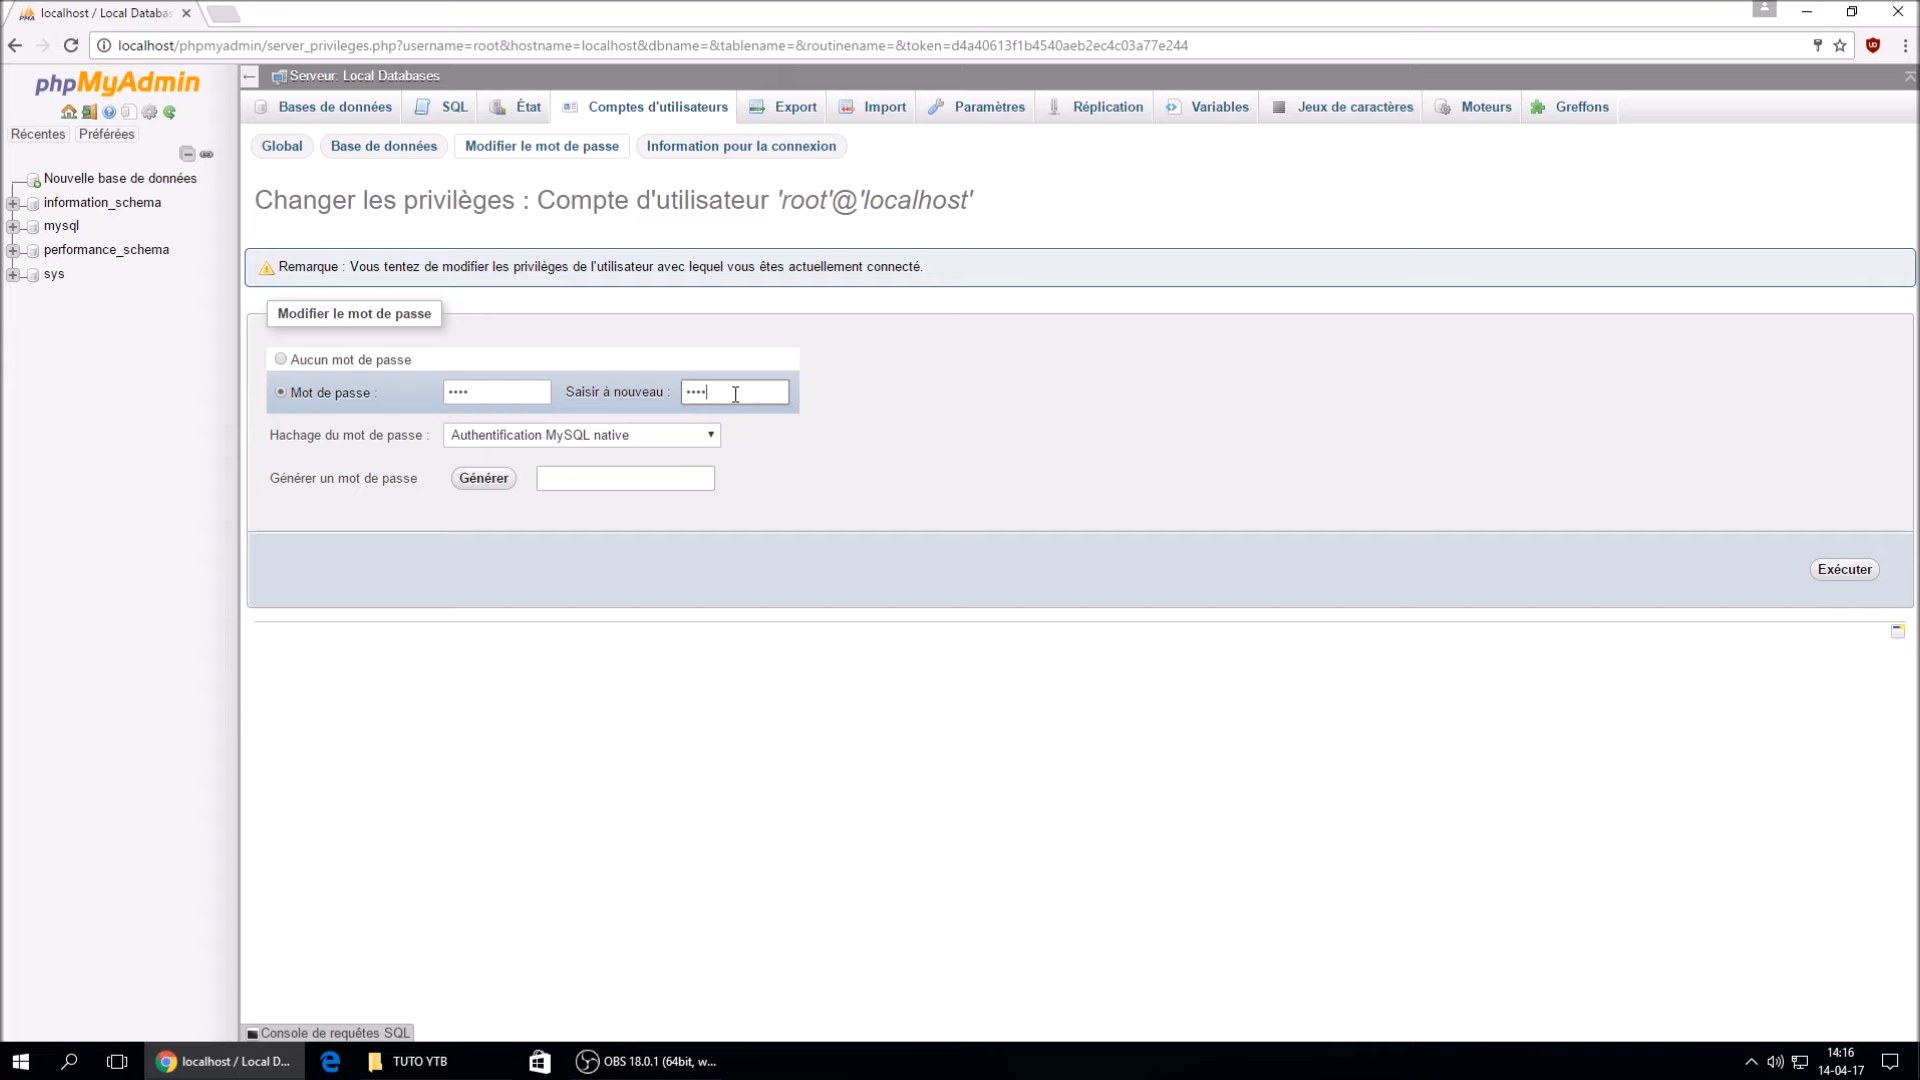 localhost / Local Databa
localhost/phpmyadmin/server_privileges.php?username=root&hostname=localhost&dbname=&tablename=&routinename=&token=d4a40613f1b4540aeb2ec4c03a77e244
phpMyAdmin
Récentes Préférées
Nouvelle base de données
information_schema
mysql
performance_schema
sys
Serveur: Local Databases
Bases de données SQL État Comptes d'utilisateurs Export Import Paramètres Réplication Variables Jeux de caractères Moteurs Greffons
Global Base de données Modifier le mot de passe Information pour la connexion
Changer les privilèges : Compte d'utilisateur 'root'@'localhost'
Remarque : Vous tentez de modifier les privilèges de l'utilisateur avec lequel vous êtes actuellement connecté.
Modifier le mot de passe
Aucun mot de passe
Mot de passe : •••• Saisir à nouveau : ••••
Hachage du mot de passe : Authentification MySQL native
Générer un mot de passe Générer
Exécuter
Console de requêtes SQL
localhost / Local D... TUTO YTB OBS 18.0.1 (64bit, w...
14:16
14-04-17